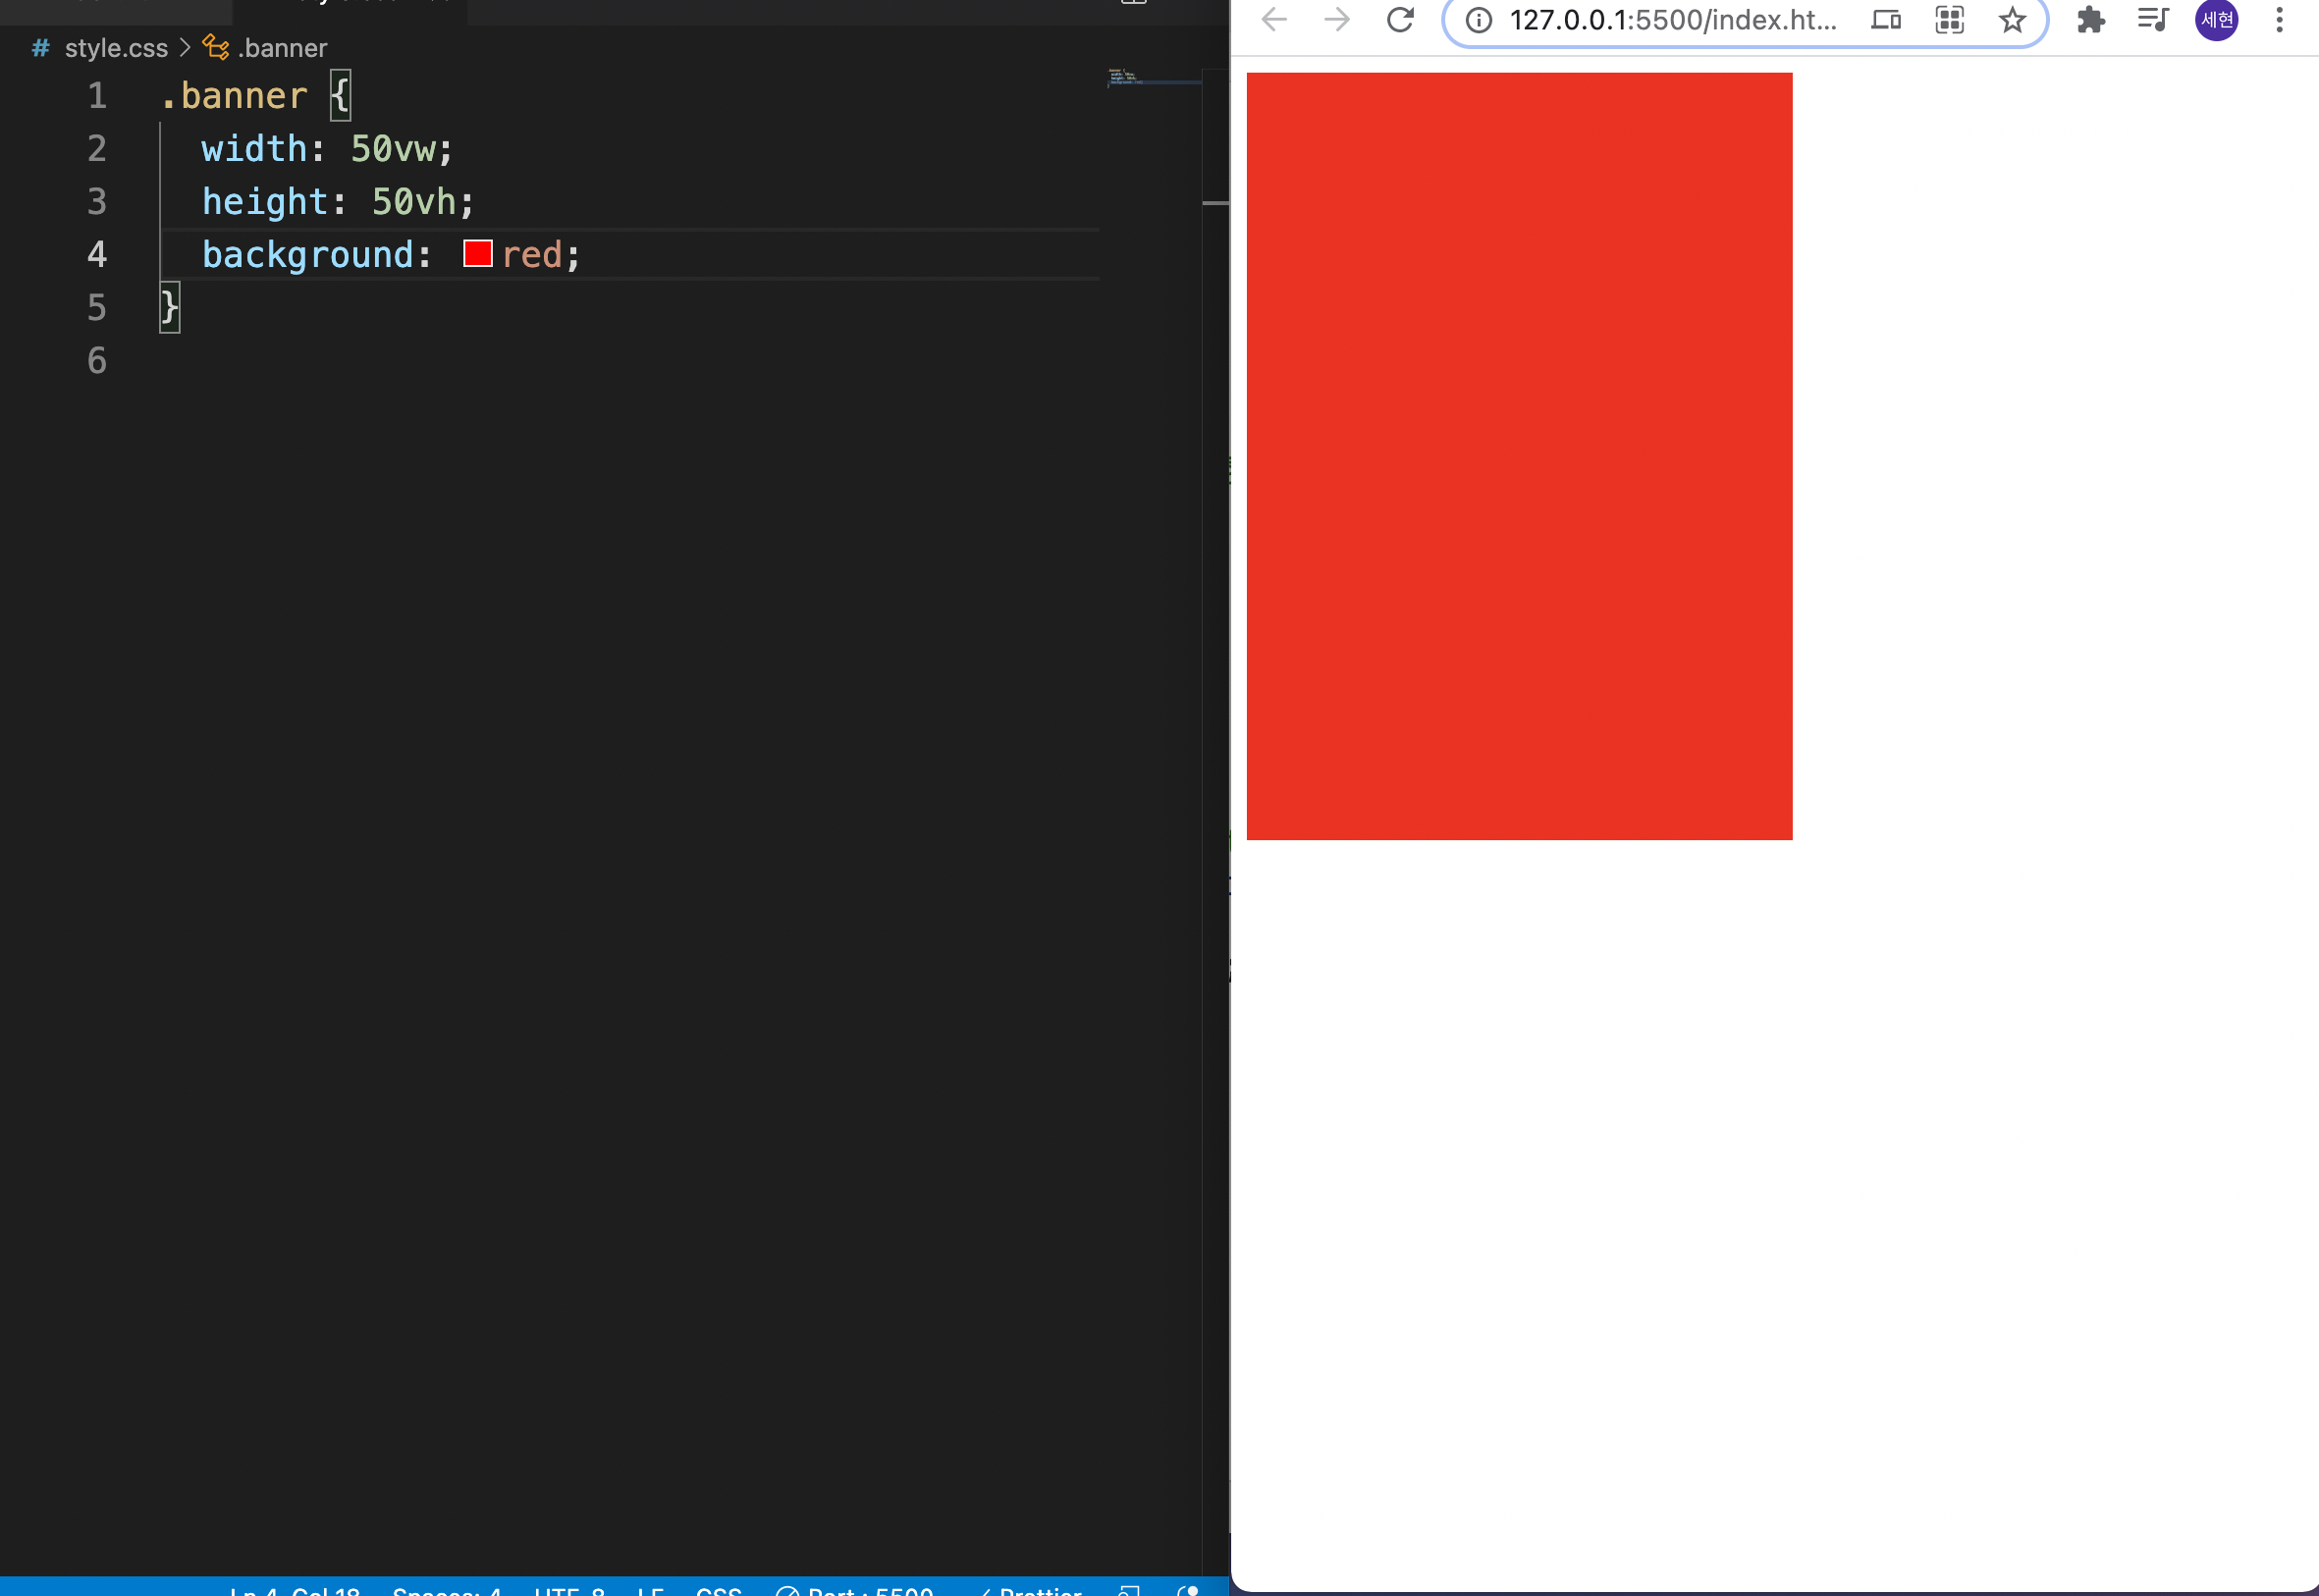 # style.css > .banner
1 .banner {
2 width: 50vw;
3 height: 50vh;
4 background: red;
5 }
6
Ln 4, Col 18 Spaces: 4 UTF-8 LF CSS Port : 5500 Prettier
127.0.0.1:5500/index.ht... 세현